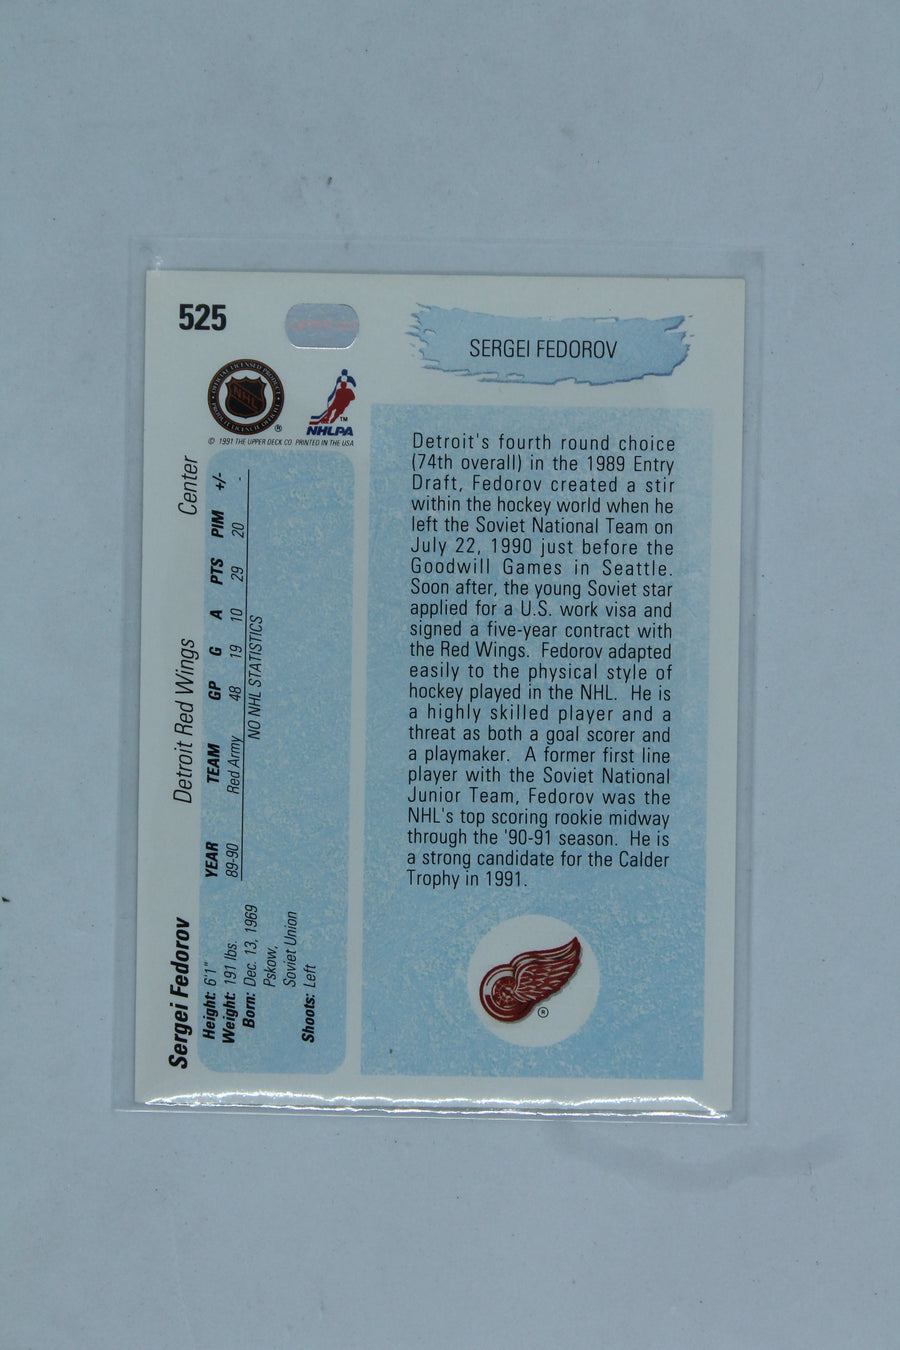 525
SERGEI FEDOROV
OFFICIAL LICENSED PRODUCT
NHL
PRODUIT LICENCIÉ OFFICIEL
®
TM
NHLPA
© 1991 THE UPPER DECK CO. PRINTED IN THE USA
Sergei Fedorov Detroit Red Wings Center
Height: 6'1"
Weight: 191 lbs.
Born: Dec. 13, 1969
Pskow,
Soviet Union
Shoots: Left
YEAR TEAM GP G A PTS PIM +/-
89-90 Red Army 48 19 10 29 20 -
NO NHL STATISTICS
Detroit's fourth round choice
(74th overall) in the 1989 Entry
Draft, Fedorov created a stir
within the hockey world when he
left the Soviet National Team on
July 22, 1990 just before the
Goodwill Games in Seattle.
Soon after, the young Soviet star
applied for a U.S. work visa and
signed a five-year contract with
the Red Wings. Fedorov adapted
easily to the physical style of
hockey played in the NHL. He is
a highly skilled player and a
threat as both a goal scorer and
a playmaker. A former first line
player with the Soviet National
Junior Team, Fedorov was the
NHL's top scoring rookie midway
through the '90-91 season. He is
a strong candidate for the Calder
Trophy in 1991.
®